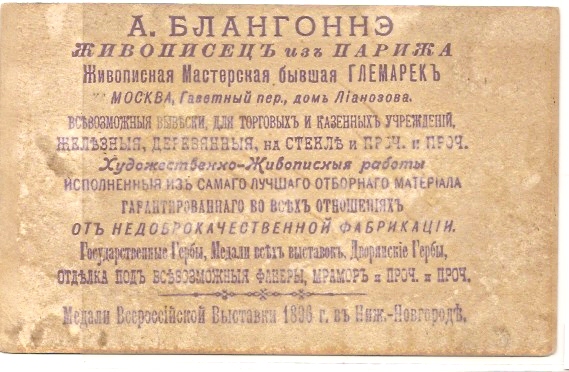 А. БЛАНГОННЭ
ЖИВОПИСЕЦЪ изъ ПАРИЖА
Живописная Мастерская бывшая ГЛЕМАРЕКЪ
МОСКВА, Газетный пер., домъ Ліанозова.
ВСѢВОЗМОЖНЫЯ ВЫВѢСКИ, ДЛЯ ТОРГОВЫХЪ И КАЗЕННЫХЪ УЧРЕЖДЕНІЙ,
ЖЕЛѢЗНЫЯ, ДЕРЕВЯННЫЯ, НА СТЕКЛѢ И ПРОЧ. И ПРОЧ.
Художественно-Живописныя работы
ИСПОЛНЕННЫЯ ИЗЪ САМАГО ЛУЧШАГО ОТБОРНАГО МАТЕРІАЛА
ГАРАНТИРОВАННАГО ВО ВСѢХЪ ОТНОШЕНІЯХЪ
ОТЪ НЕДОБРОКАЧЕСТВЕННОЙ ФАБРИКАЦІИ.
Государственные Гербы, Медали всѣхъ выставокъ, Дворянскіе Гербы,
ОТДѢЛКА ПОДЪ ВСѢВОЗМОЖНЫЯ ФАНЕРЫ, МРАМОРЪ И ПРОЧ. И ПРОЧ.
Медали Всероссійской Выставки 1896 г. въ Ниж.-Новгородѣ.